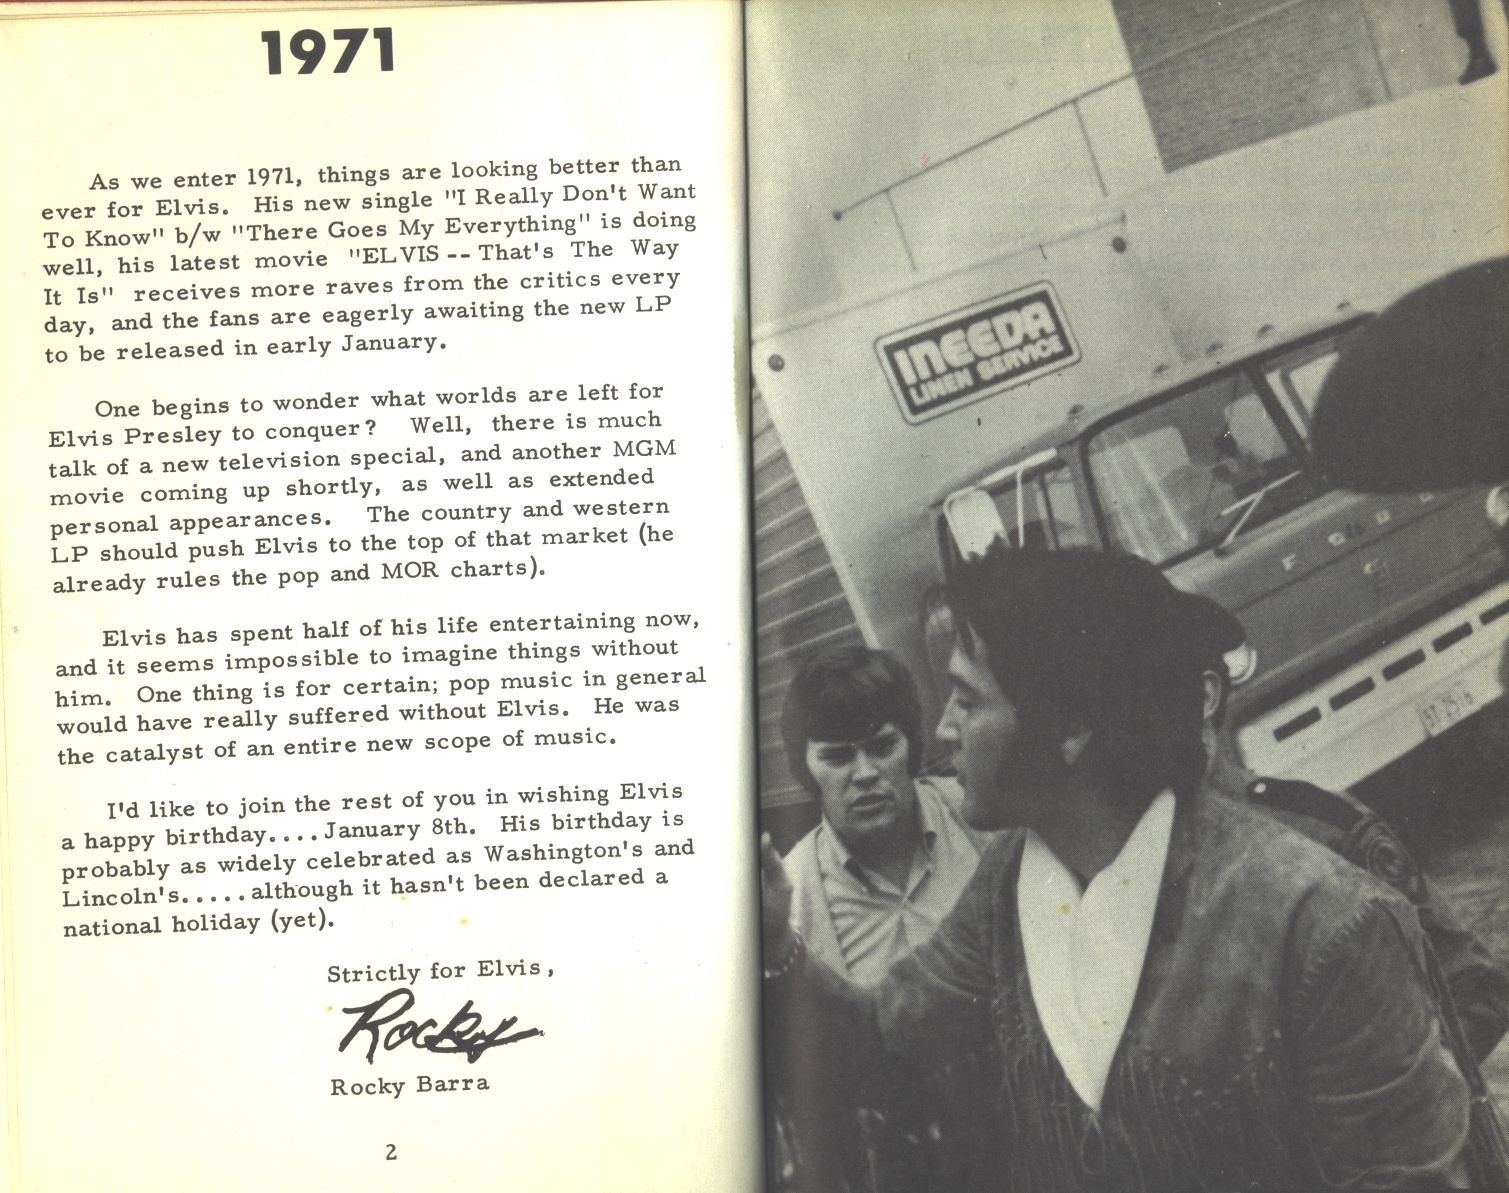 1971
As we enter 1971, things are looking better than
ever for Elvis. His new single "I Really Don't Want
To Know" b/w "There Goes My Everything" is doing
well, his latest movie "ELVIS -- That's The Way
It Is" receives more raves from the critics every
day, and the fans are eagerly awaiting the new LP
to be released in early January.
One begins to wonder what worlds are left for
Elvis Presley to conquer? Well, there is much
talk of a new television special, and another MGM
movie coming up shortly, as well as extended
personal appearances. The country and western
LP should push Elvis to the top of that market (he
already rules the pop and MOR charts).
Elvis has spent half of his life entertaining now,
and it seems impossible to imagine things without
him. One thing is for certain; pop music in general
would have really suffered without Elvis. He was
the catalyst of an entire new scope of music.
I'd like to join the rest of you in wishing Elvis
a happy birthday....January 8th. His birthday is
probably as widely celebrated as Washington's and
Lincoln's.....although it hasn't been declared a
national holiday (yet).
Strictly for Elvis,
Rocky
Rocky Barra
2
INEEDA
LINEN SERVICE